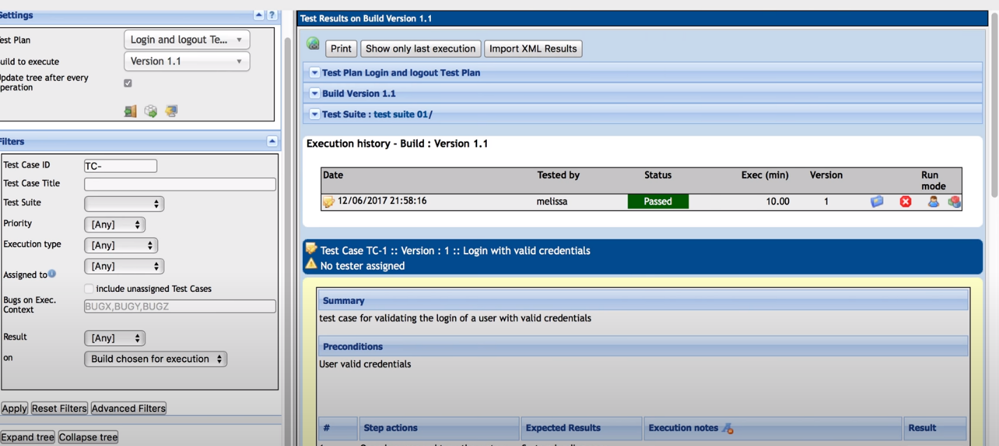 Settings
?
Test Plan
Login and logout Te...
Build to execute
Version 1.1
Update tree after every
operation
Filters
Test Case ID
TC-
Test Case Title
Test Suite
Priority
[Any]
Execution type
[Any]
[Any]
Assigned to
include unassigned Test Cases
Bugs on Exec.
Context
BUGX,BUGY,BUGZ
Result
[Any]
on
Build chosen for execution
Apply Reset Filters Advanced Filters
Expand tree Collapse tree
Test Results on Build Version 1.1
Print Show only last execution Import XML Results
Test Plan Login and logout Test Plan
Build Version 1.1
Test Suite : test suite 01/
Execution history - Build : Version 1.1
Date Tested by Status Exec (min) Version Run
mode
12/06/2017 21:58:16 melissa Passed 10.00 1
Test Case TC-1 :: Version : 1 :: Login with valid credentials
No tester assigned
Summary
test case for validating the login of a user with valid credentials
Preconditions
User valid credentials
# Step actions Expected Results Execution notes Result